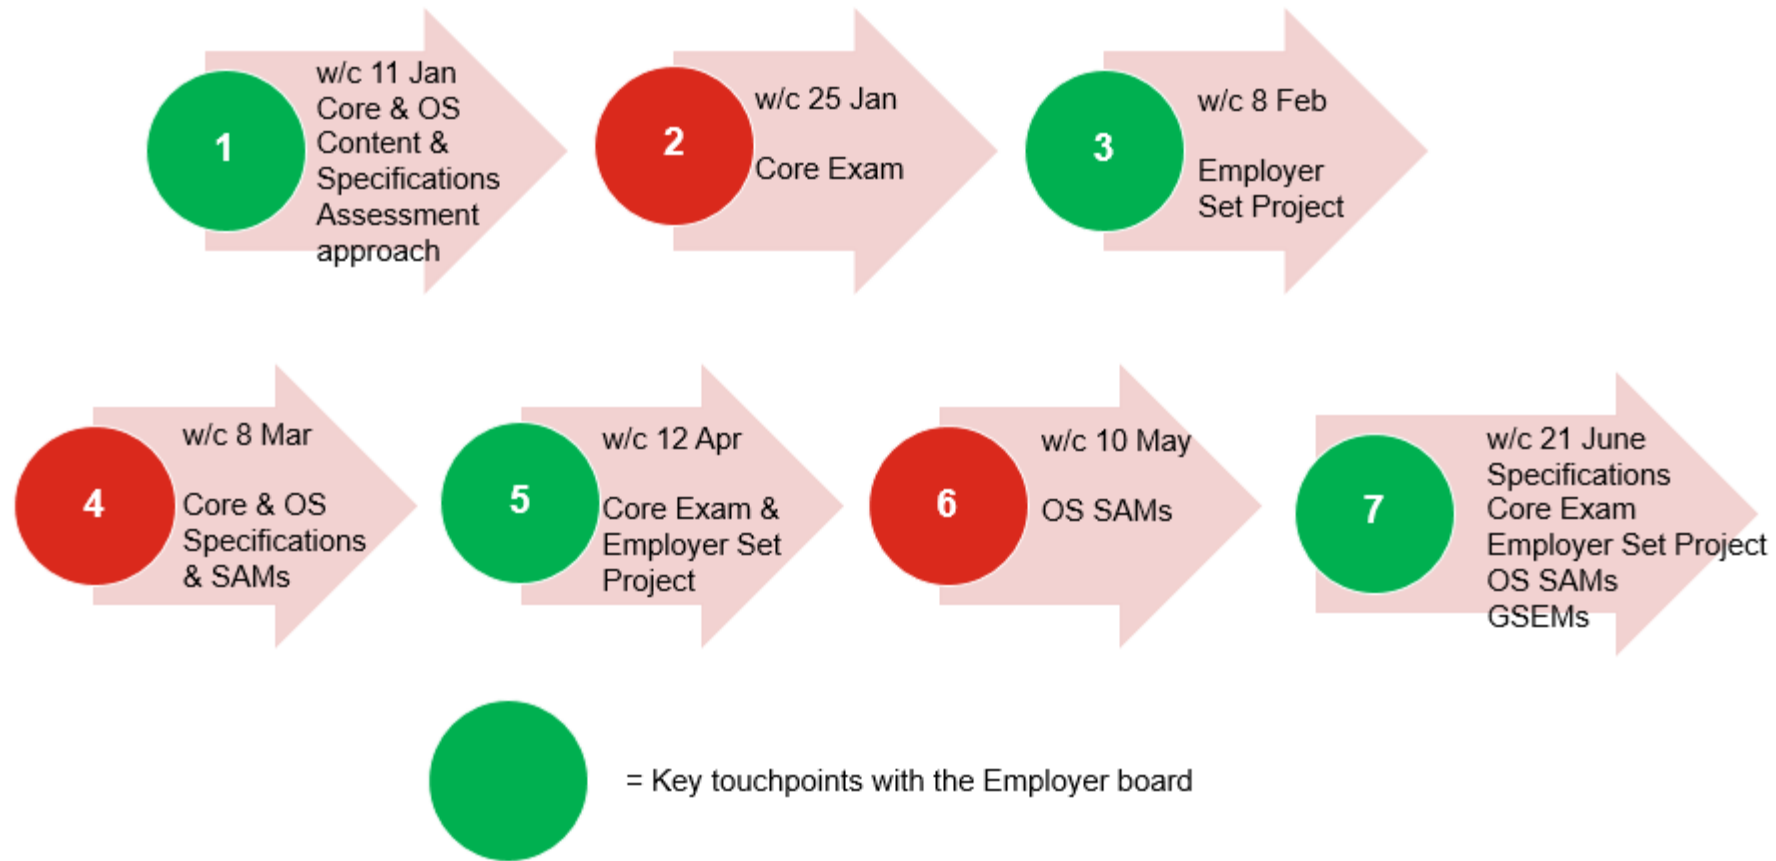 1
w/c 11 Jan
Core & OS
Content &
Specifications
Assessment
approach
2
w/c 25 Jan
Core Exam
3
w/c 8 Feb
Employer
Set Project
4
w/c 8 Mar
Core & OS
Specifications
& SAMs
5
w/c 12 Apr
Core Exam &
Employer Set
Project
6
w/c 10 May
OS SAMs
7
w/c 21 June
Specifications
Core Exam
Employer Set Project
OS SAMs
GSEMs
= Key touchpoints with the Employer board